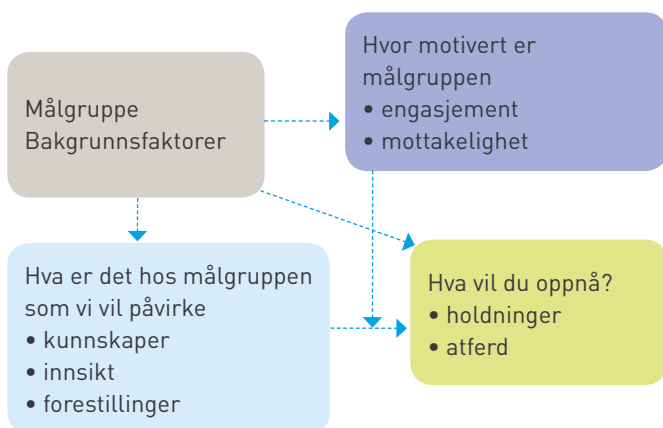 Målgruppe
Bakgrunnsfaktorer
Hvor motivert er
målgruppen
• engasjement
• mottakelighet
Hva er det hos målgruppen
som vi vil påvirke
• kunnskaper
• innsikt
• forestillinger
Hva vil du oppnå?
• holdninger
• atferd